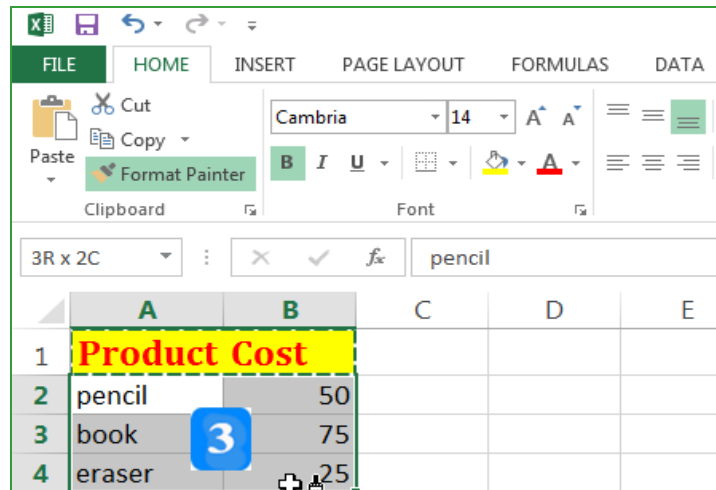 FILE HOME INSERT PAGE LAYOUT FORMULAS DATA
Paste
Cut
Copy
Format Painter
Clipboard
Cambria 14 A A
B I U A
Font
3R x 2C fx pencil
A B C D E
1 Product Cost
2 pencil 50
3 book 75
3
4 eraser 25